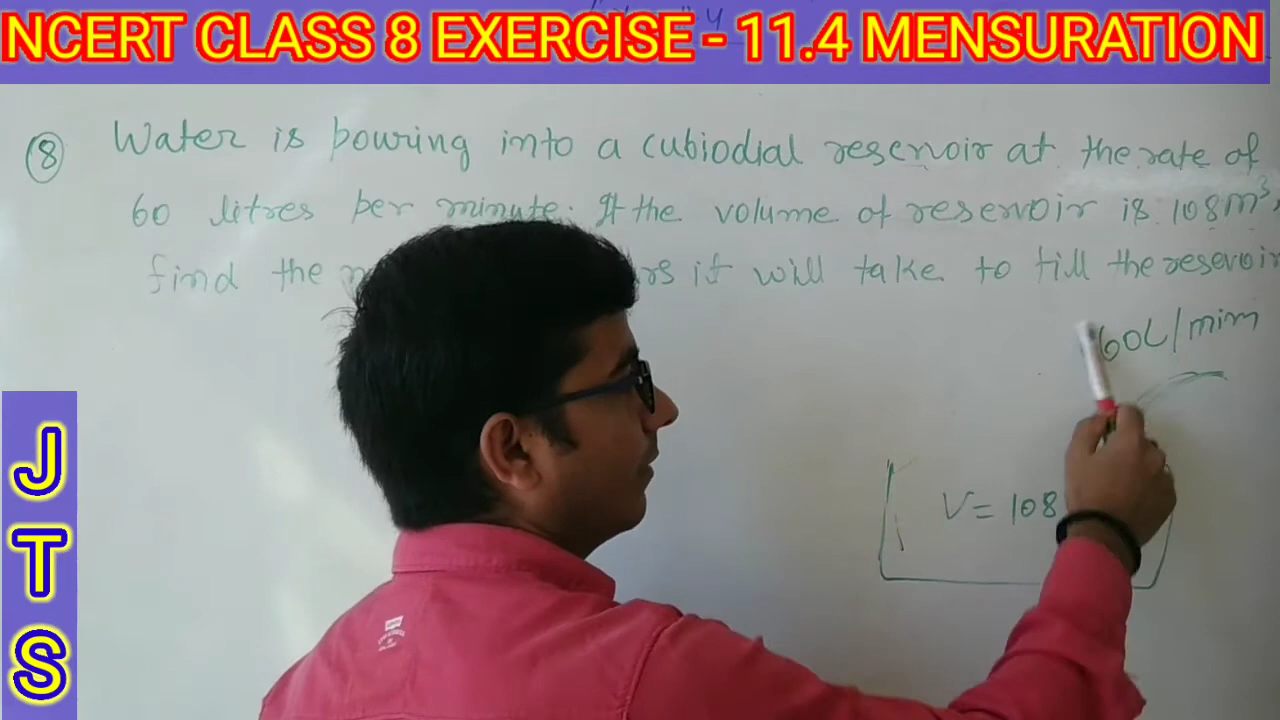 NCERT CLASS 8 EXERCISE - 11.4 MENSURATION
8 Water is pouring into a cubiodial reservoir at the rate of
60 litres per minute. If the volume of reservoir is 108m³,
find the rs it will take to fill the reservoir
60L/min
V = 108
J
T
S